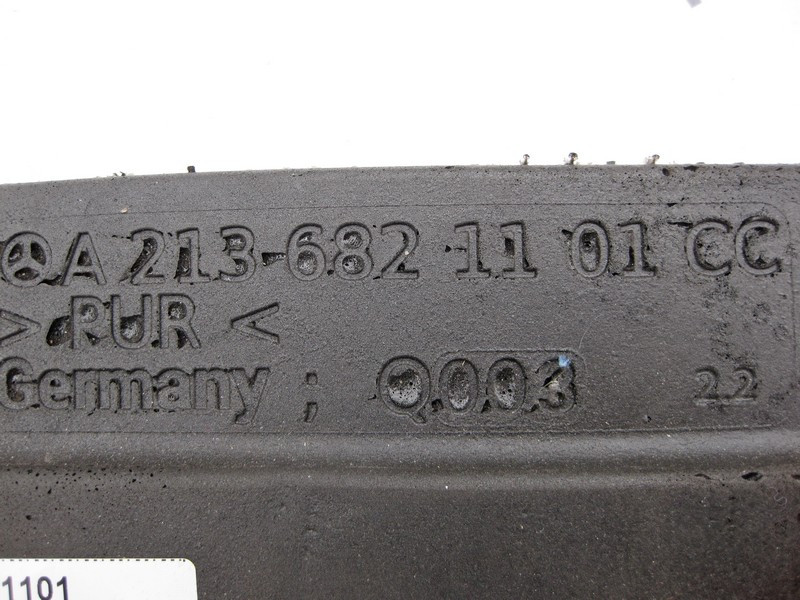 A 213 682 11 01 CC
> PUR <
Germany ; Q003 22
1101